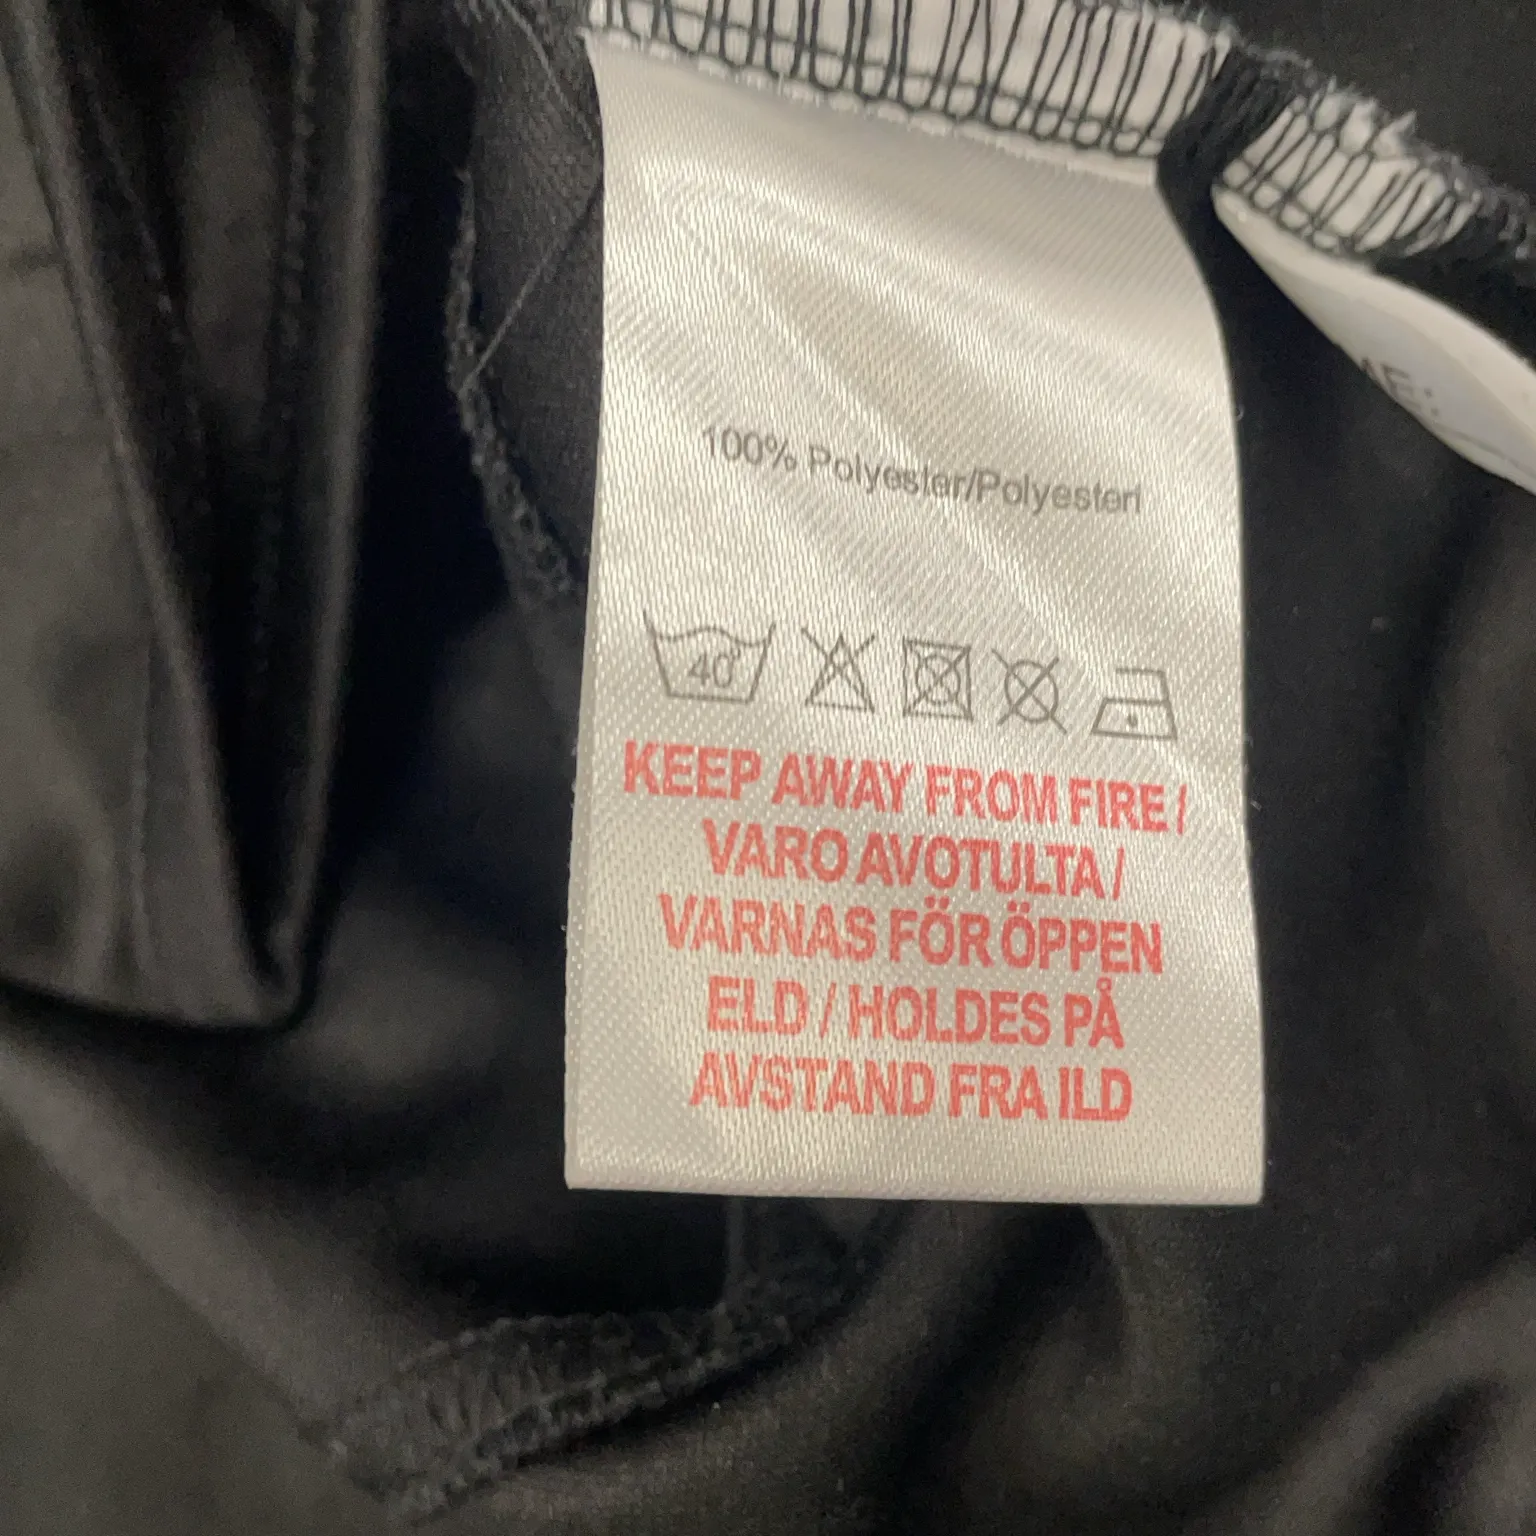 100% Polyester/Polyesteri
40°
KEEP AWAY FROM FIRE /
VARO AVOTULTA /
VARNAS FÖR ÖPPEN
ELD / HOLDES PÅ
AVSTAND FRA ILD